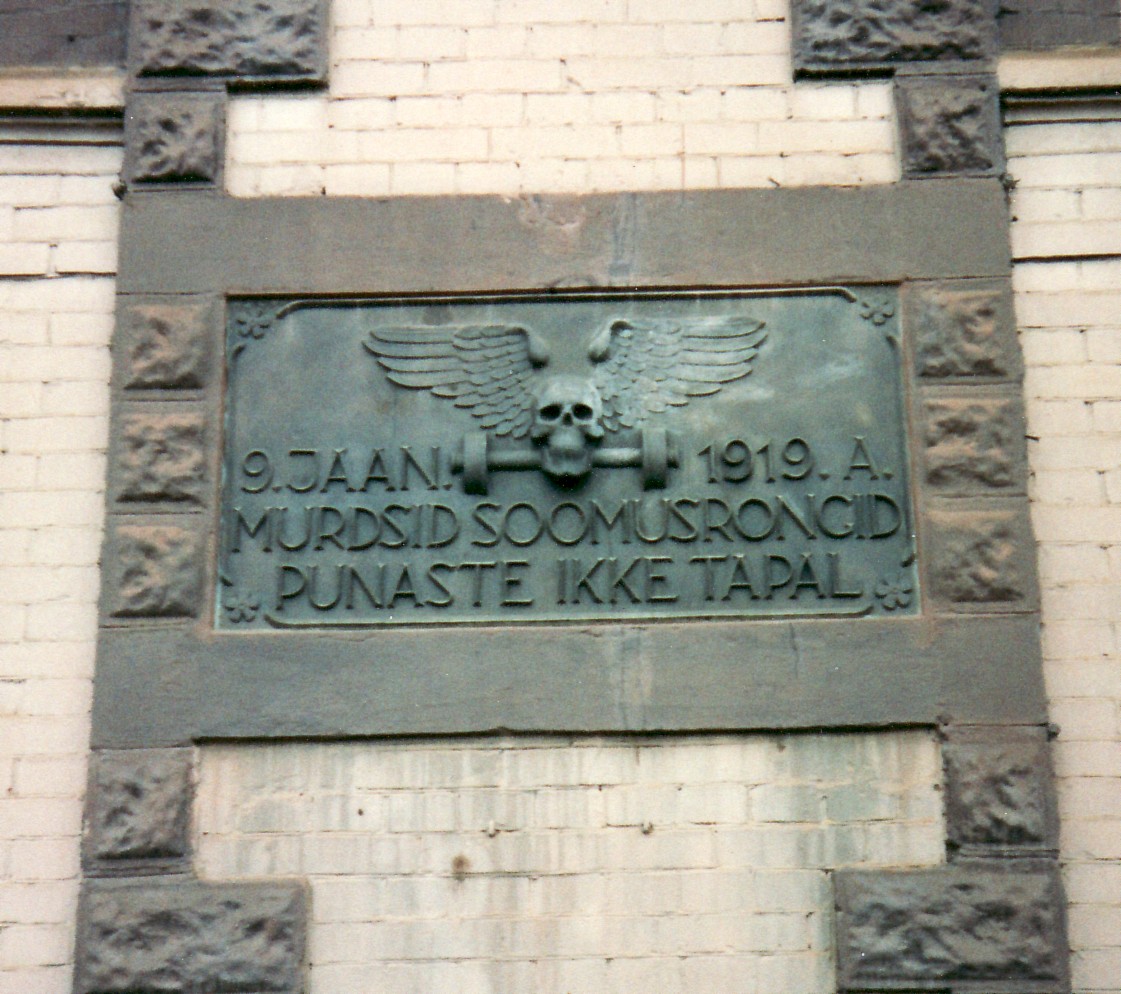 9. JAAN. 1919. A.
MURDSID SOOMUSRONGID
PUNASTE IKKE TAPAL